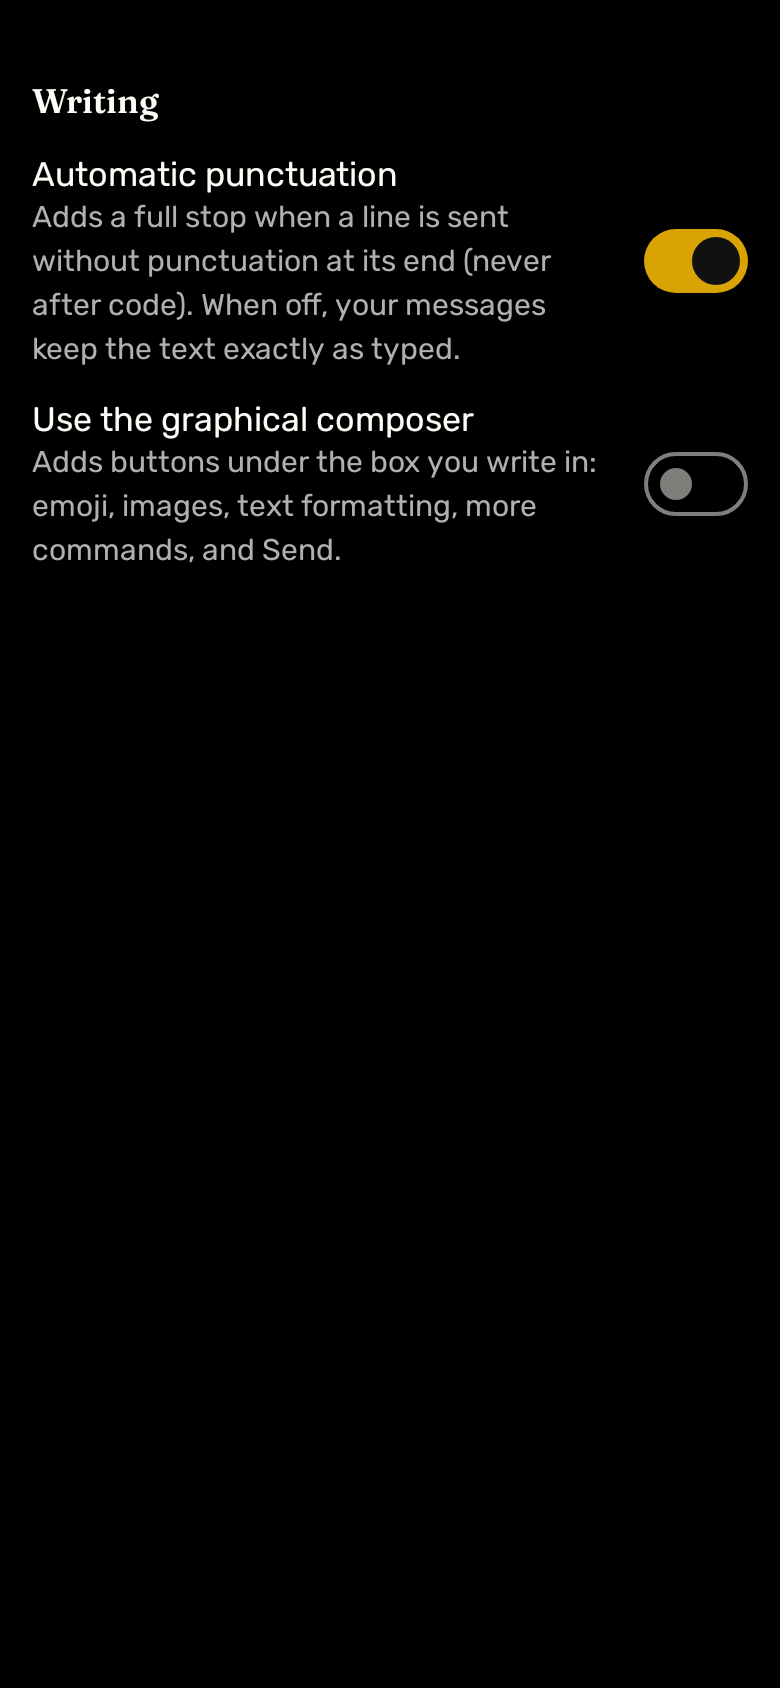 Writing
Automatic punctuation
Adds a full stop when a line is sent
without punctuation at its end (never
after code). When off, your messages
keep the text exactly as typed.
Use the graphical composer
Adds buttons under the box you write in:
emoji, images, text formatting, more
commands, and Send.